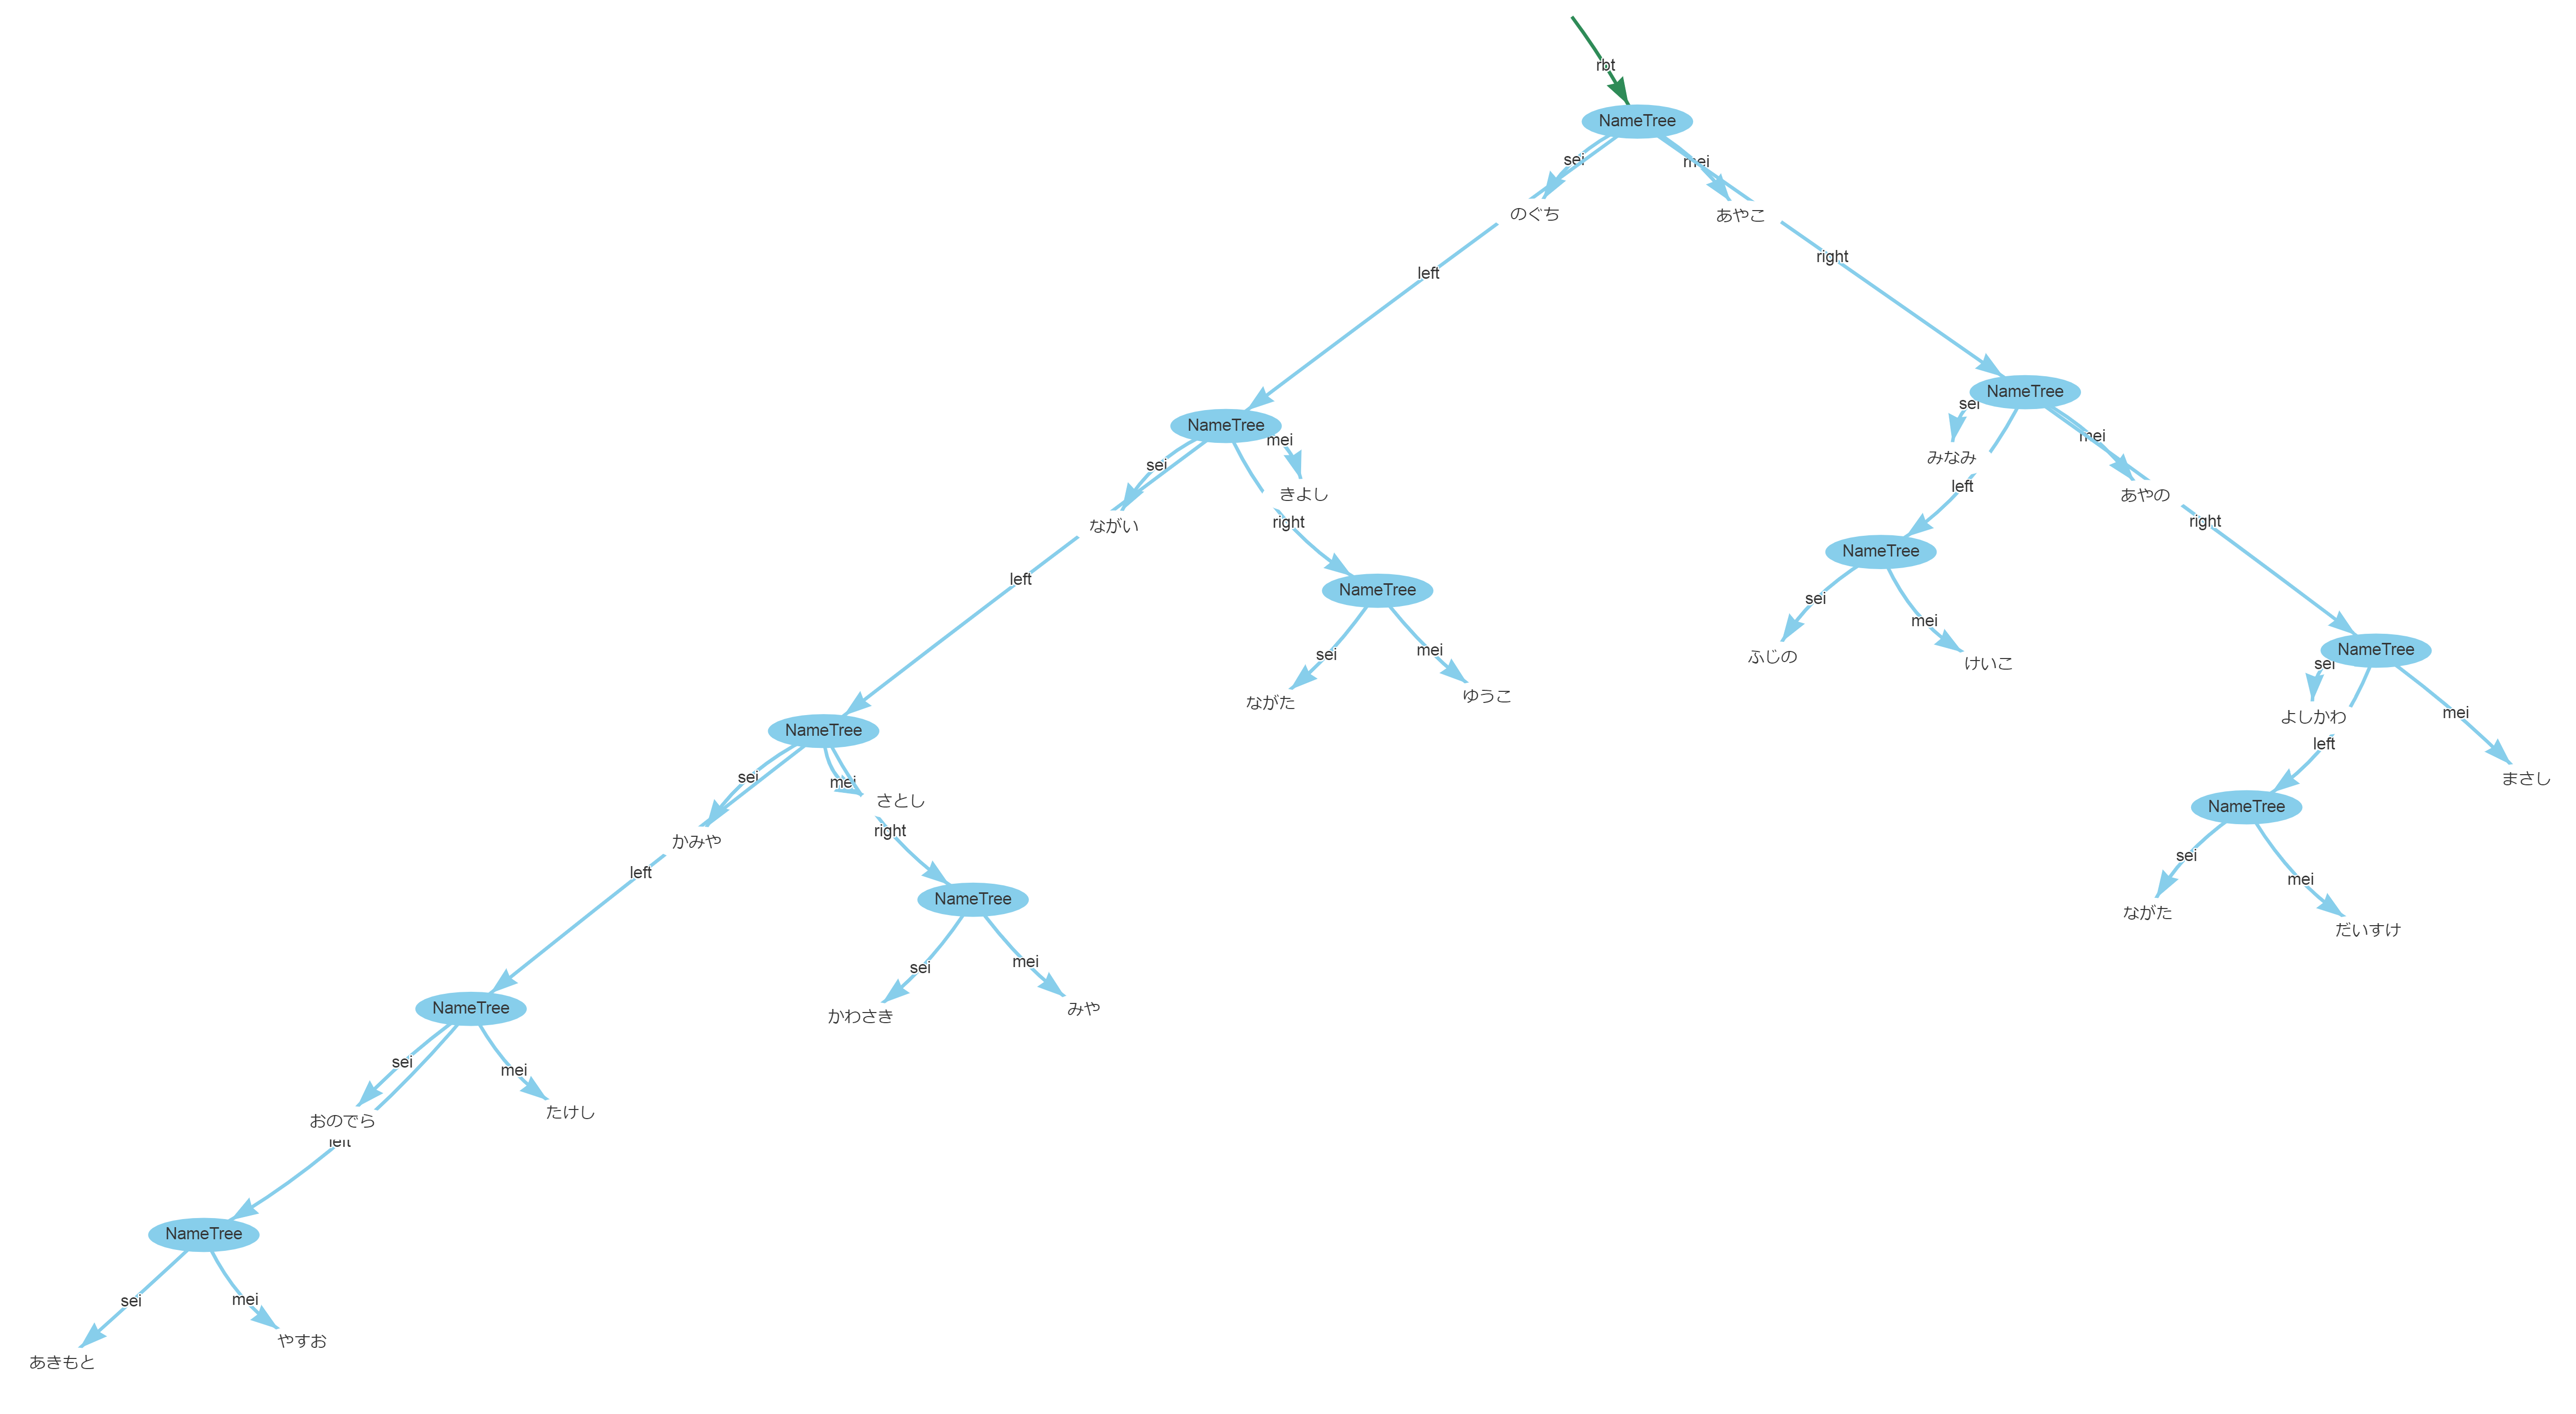 rbt
NameTree
sei
mei
のぐち
あやこ
left
right
NameTree
sei
mei
みなみ
あやの
left
right
NameTree
sei
mei
ながい
きよし
left
right
NameTree
sei
mei
ふじの
けいこ
NameTree
sei
mei
ながた
ゆうこ
NameTree
sei
mei
よしかわ
まさし
left
NameTree
sei
mei
かみや
さとし
left
right
NameTree
sei
mei
ながた
だいすけ
NameTree
sei
mei
かわさき
みや
NameTree
sei
mei
おのでら
たけし
left
NameTree
sei
mei
あきもと
やすお